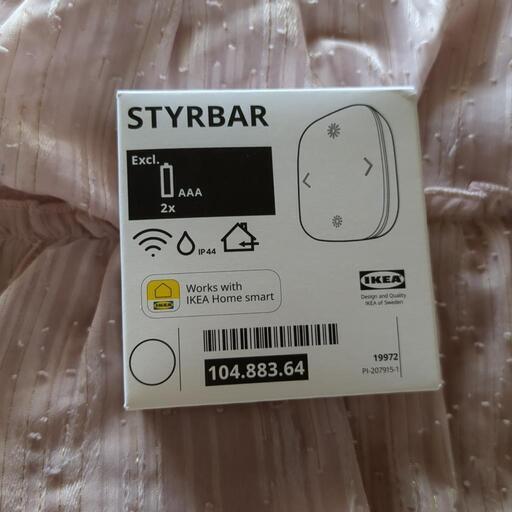 STYRBAR
Excl.
AAA
2x
IP44
Works with
IKEA Home smart
IKEA
IKEA
Design and Quality
IKEA of Sweden
104.883.64
19972
PI-207915-1